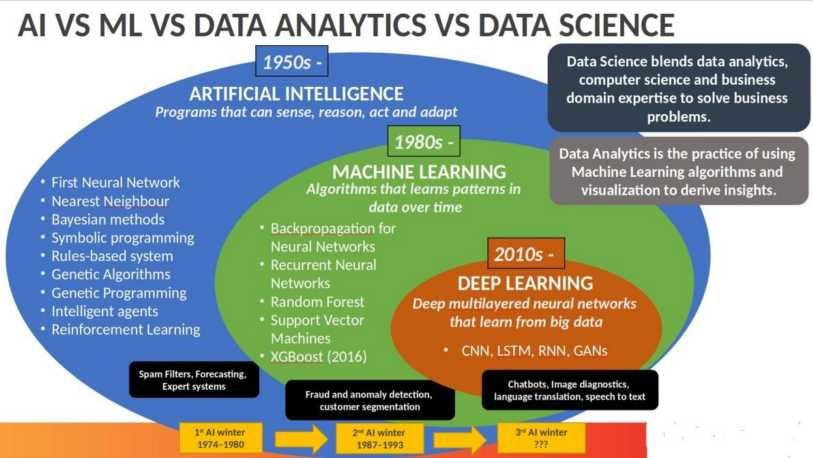 AI VS ML VS DATA ANALYTICS VS DATA SCIENCE
1950s -
ARTIFICIAL INTELLIGENCE
Programs that can sense, reason, act and adapt
• First Neural Network
• Nearest Neighbour
• Bayesian methods
• Symbolic programming
• Rules-based system
• Genetic Algorithms
• Genetic Programming
• Intelligent agents
• Reinforcement Learning
Spam Filters, Forecasting,
Expert systems
1980s -
MACHINE LEARNING
Algorithms that learns patterns in
data over time
• Backpropagation for
Neural Networks
• Recurrent Neural
Networks
• Random Forest
• Support Vector
Machines
• XGBoost (2016)
Fraud and anomaly detection,
customer segmentation
2010s -
DEEP LEARNING
Deep multilayered neural networks
that learn from big data
• CNN, LSTM, RNN, GANs
Chatbots, Image diagnostics,
language translation, speech to text
Data Science blends data analytics,
computer science and business
domain expertise to solve business
problems.
Data Analytics is the practice of using
Machine Learning algorithms and
visualization to derive insights.
1st AI winter
1974–1980
2nd AI winter
1987–1993
3rd AI winter
???